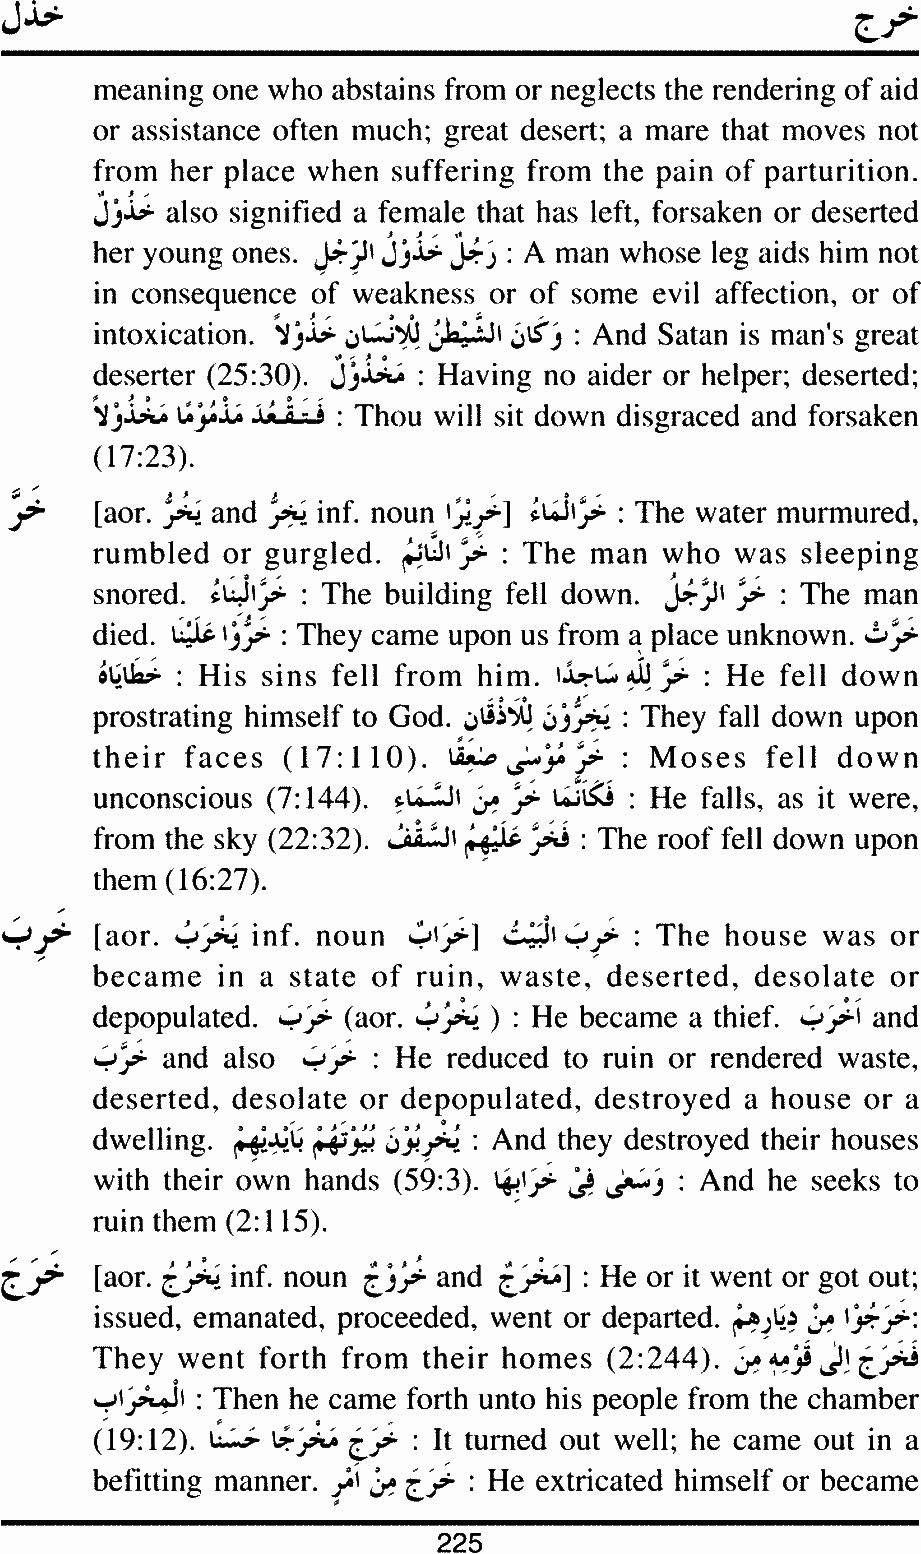 خذل خرج
meaning one who abstains from or neglects the rendering of aid
or assistance often much; great desert; a mare that moves not
from her place when suffering from the pain of parturition.
خَذُوْلٌ also signified a female that has left, forsaken or deserted
her young ones. رَجُلٌ خَذُوْلُ الرِّجْلِ : A man whose leg aids him not
in consequence of weakness or of some evil affection, or of
intoxication. وَكَانَ الشَّيْطٰنُ لِلْاِنْسَانِ خَذُوْلاً : And Satan is man's great
deserter (25:30). مَخْذُوْلٌ : Having no aider or helper; deserted;
فَتَقْعُدَ مَذْمُوْمًا مَخْذُوْلاً : Thou will sit down disgraced and forsaken
(17:23).
خَرَّ [aor. يَخُرُّ and يَخِرُّ inf. noun خَرِيْرًا] خَرَّالْمَاءُ : The water murmured,
rumbled or gurgled. خَرَّ النَّائِمُ : The man who was sleeping
snored. خَرَّالْبِنَاءُ : The building fell down. خَرَّ الرَّجُلُ : The man
died. خَرُّوْا عَلَيْنَا : They came upon us from a place unknown. خَرَّتْ
خَطَايَاهُ : His sins fell from him. خَرَّ لِلّٰهِ سَاجِدًا : He fell down
prostrating himself to God. يَخِرُّوْنَ لِلْاَذْقَانِ : They fall down upon
their faces (17:110). خَرَّ مُوْسٰى صَعِقًا : Moses fell down
unconscious (7:144). فَكَاَنَّمَا خَرَّ مِنَ السَّمَاءِ : He falls, as it were,
from the sky (22:32). فَخَرَّ عَلَيْهِمُ السَّقْفُ : The roof fell down upon
them (16:27).
خَرِبَ [aor. يَخْرَبُ inf. noun خَرَابٌ] خَرِبَ الْبَيْتُ : The house was or
became in a state of ruin, waste, deserted, desolate or
depopulated. خَرَبَ (aor. يَخْرُبُ ) : He became a thief. اَخْرَبَ and
خَرَّبَ and also خَرَبَ : He reduced to ruin or rendered waste,
deserted, desolate or depopulated, destroyed a house or a
dwelling. يُخْرِبُوْنَ بُيُوْتَهُمْ بِاَيْدِيْهِمْ : And they destroyed their houses
with their own hands (59:3). وَسَعٰى فِىْ خَرَابِهَا : And he seeks to
ruin them (2:115).
خَرَجَ [aor. يَخْرُجُ inf. noun خُرُوْجٌ and مَخْرَجٌ] : He or it went or got out;
issued, emanated, proceeded, went or departed. خَرَجُوْا مِنْ دِيَارِهِمْ:
They went forth from their homes (2:244). فَخَرَجَ اِلٰى قَوْمِهٖ مِنَ
الْمِحْرَابِ : Then he came forth unto his people from the chamber
(19:12). خَرَجَ مَخْرَجًا حَسَنًا : It turned out well; he came out in a
befitting manner. خَرَجَ مِنْ اَمْرٍ : He extricated himself or became
225